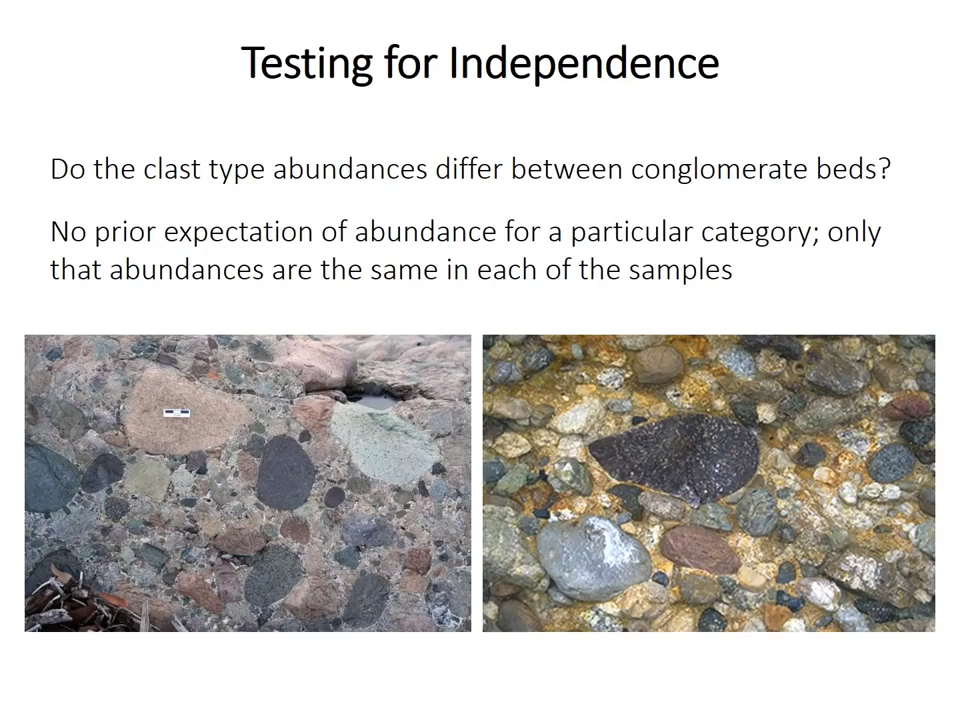 Testing for Independence
Do the clast type abundances differ between conglomerate beds?
No prior expectation of abundance for a particular category; only
that abundances are the same in each of the samples